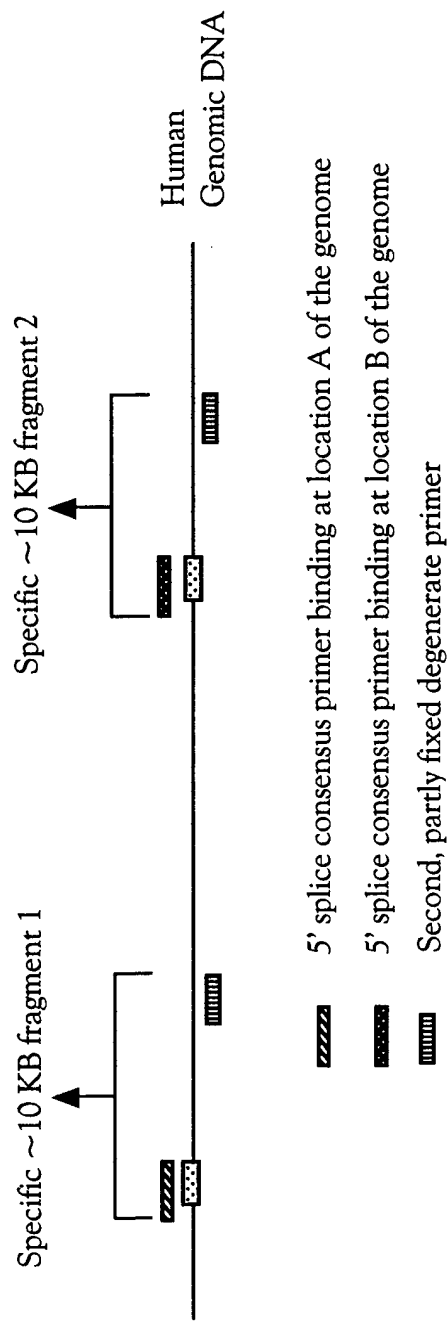 Specific ~10 KB fragment 1
Specific ~10 KB fragment 2
Human
Genomic DNA
5’ splice consensus primer binding at location A of the genome
5’ splice consensus primer binding at location B of the genome
Second, partly fixed degenerate primer